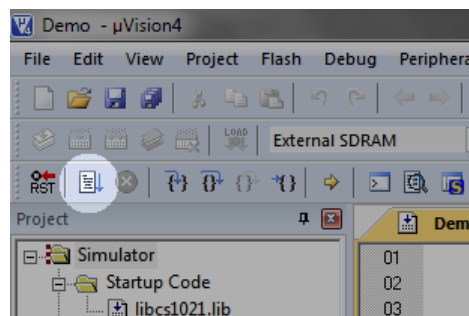 Demo - µVision4
File Edit View Project Flash Debug Periphera
LOAD
External SDRAM
RST
Project
Dem
Simulator
01
Startup Code
02
libcs1021.lib
03